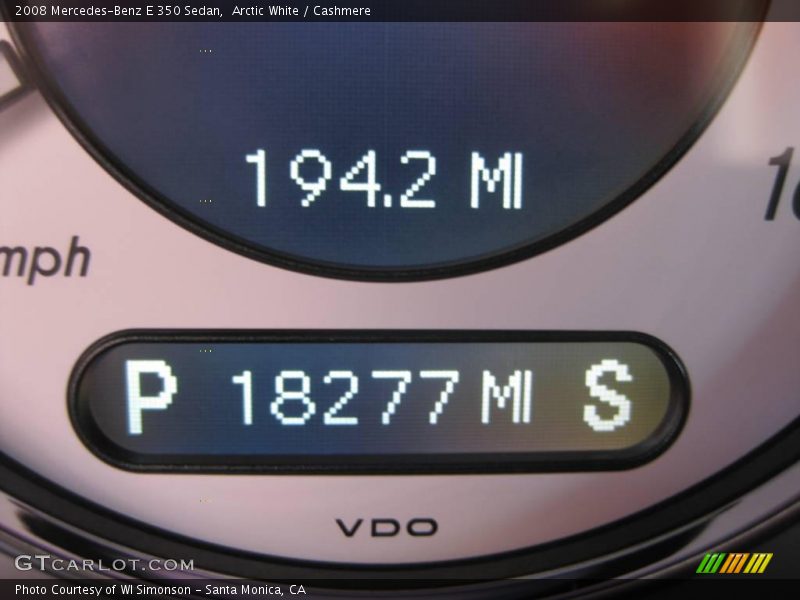 2008 Mercedes-Benz E 350 Sedan, Arctic White / Cashmere
194.2 MI
mph
P 18277 MI S
VDO
GTCARLOT.COM
Photo Courtesy of WI Simonson - Santa Monica, CA